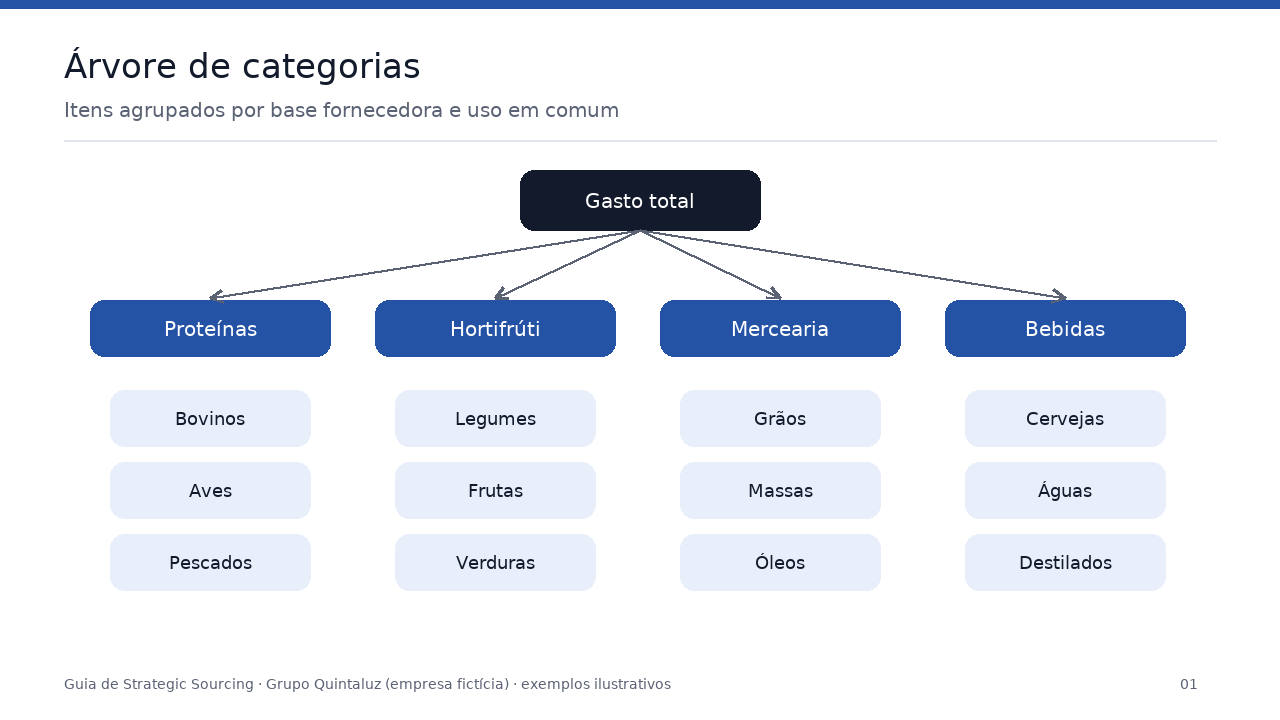 Árvore de categorias
Itens agrupados por base fornecedora e uso em comum
Gasto total
Proteínas
Hortifrúti
Mercearia
Bebidas
Bovinos
Legumes
Grãos
Cervejas
Aves
Frutas
Massas
Águas
Pescados
Verduras
Óleos
Destilados
Guia de Strategic Sourcing · Grupo Quintaluz (empresa fictícia) · exemplos ilustrativos
01